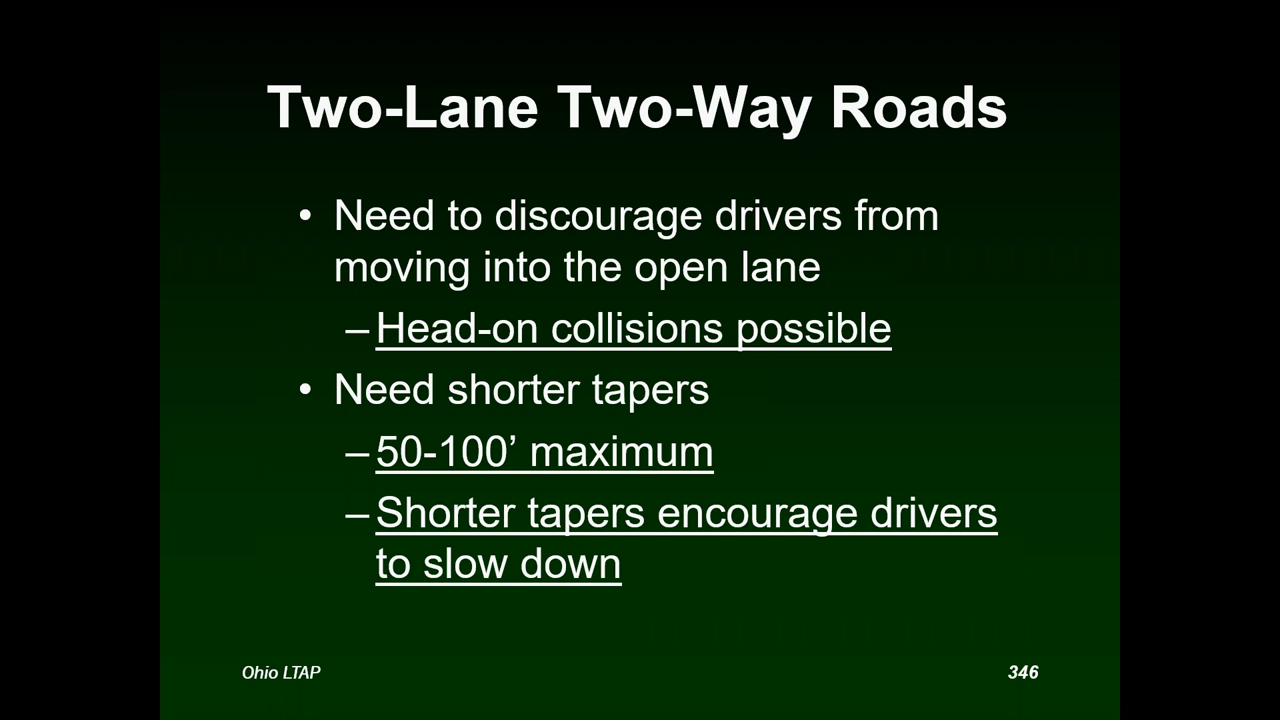 Two-Lane Two-Way Roads
• Need to discourage drivers from
moving into the open lane
– Head-on collisions possible
• Need shorter tapers
– 50-100’ maximum
– Shorter tapers encourage drivers
to slow down
Ohio LTAP
346